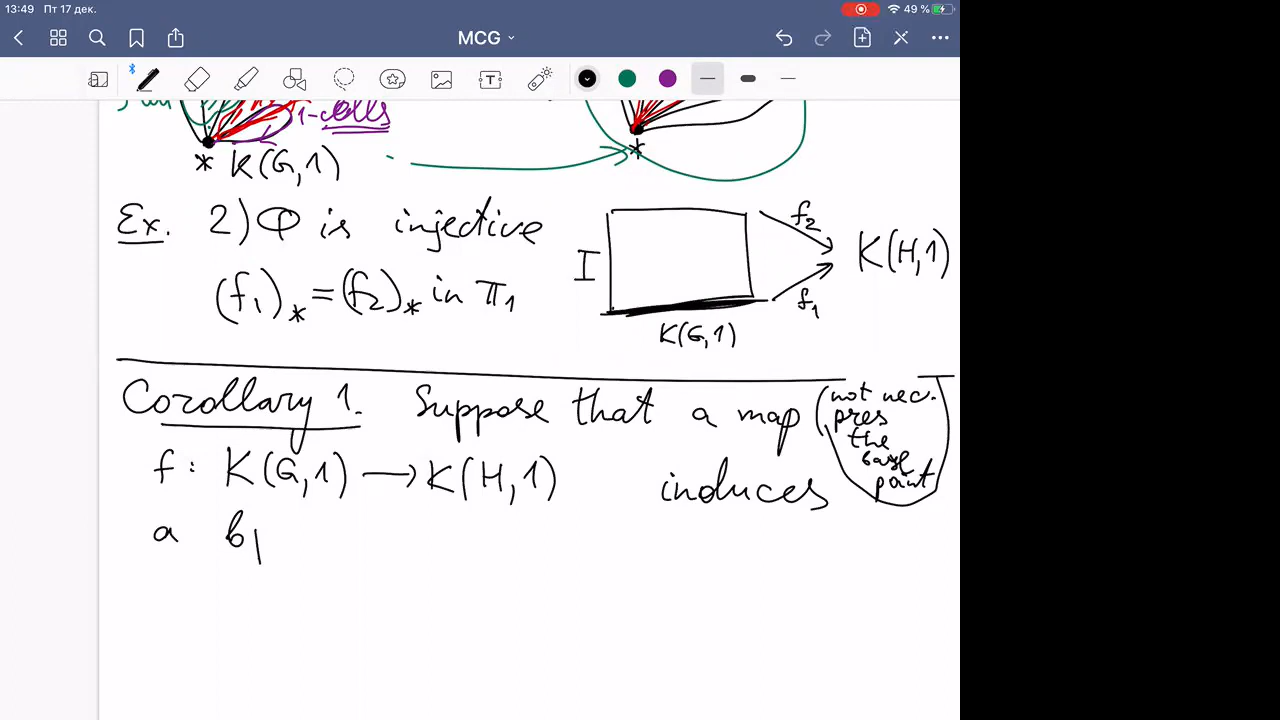 13:49 Пт 17 дек. 49 %
MCG
1-cells
* K(G,1)
*
Ex. 2) Φ is injective
(f₁)* = (f₂)* in π₁
I
f₂
f₁
K(H,1)
K(G,1)
Corollary 1. Suppose that a map (not nec.
pres
the
base
point)
f: K(G,1) → K(H,1) induces
a bi